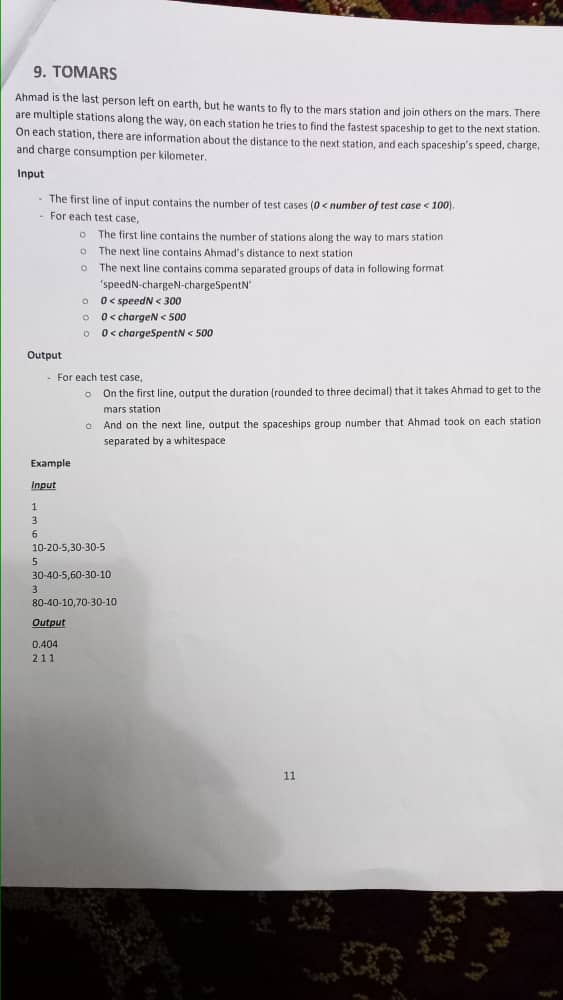 9. TOMARS
Ahmad is the last person left on earth, but he wants to fly to the mars station and join others on the mars. There
are multiple stations along the way, on each station he tries to find the fastest spaceship to get to the next station.
On each station, there are information about the distance to the next station, and each spaceship's speed, charge,
and charge consumption per kilometer.
Input
- The first line of input contains the number of test cases (0 < number of test case < 100).
- For each test case,
o The first line contains the number of stations along the way to mars station
o The next line contains Ahmad's distance to next station
o The next line contains comma separated groups of data in following format
'speedN-chargeN-chargeSpentN'
o 0 < speedN < 300
o 0 < chargeN < 500
o 0 < chargeSpentN < 500
Output
- For each test case,
o On the first line, output the duration (rounded to three decimal) that it takes Ahmad to get to the
mars station
o And on the next line, output the spaceships group number that Ahmad took on each station
separated by a whitespace
Example
Input
1
3
6
10-20-5,30-30-5
5
30-40-5,60-30-10
3
80-40-10,70-30-10
Output
0.404
2 1 1
11